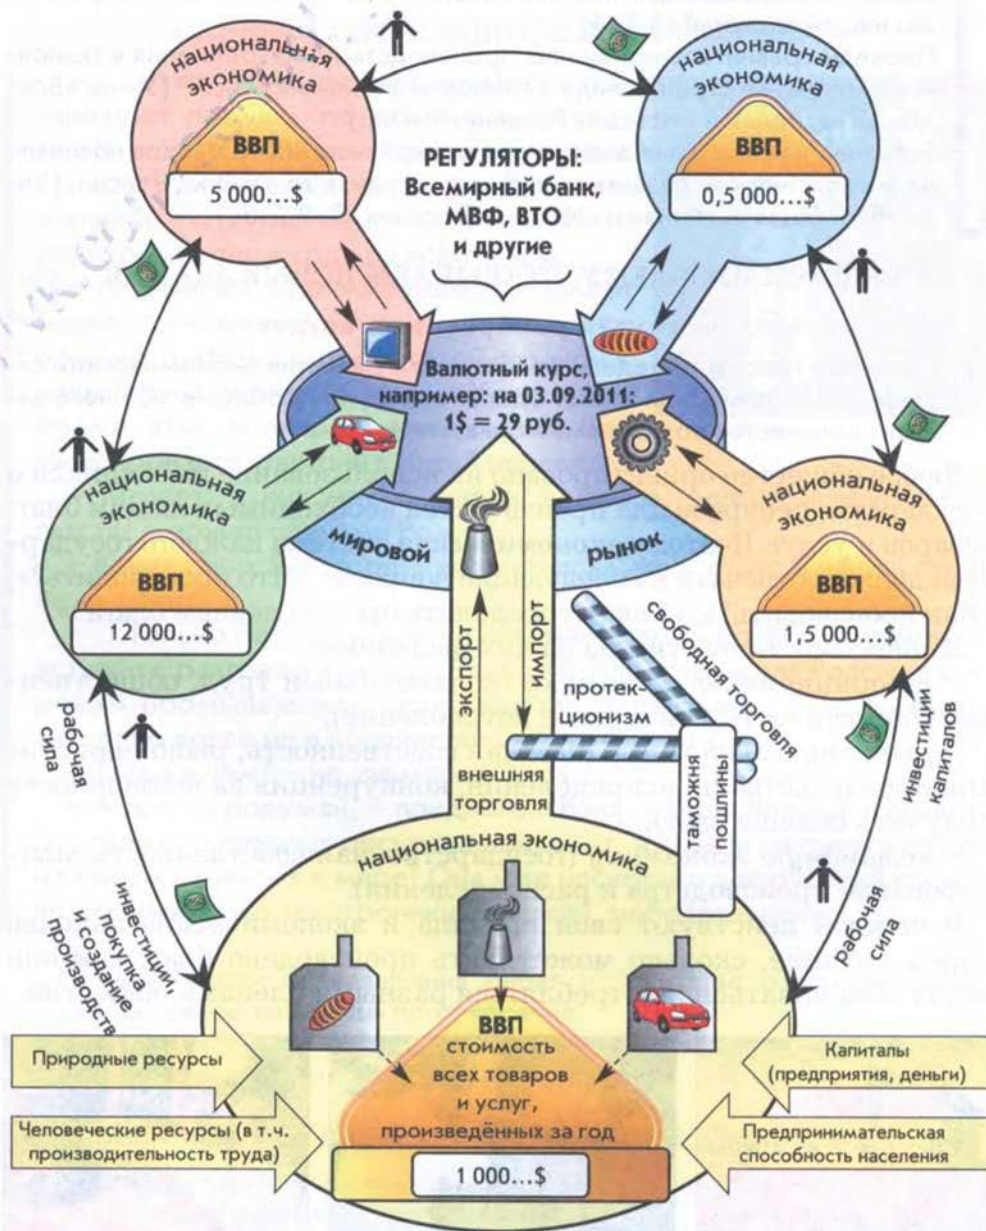 национальная
экономика
ВВП
5 000...$
национальная
экономика
ВВП
0,5 000...$
РЕГУЛЯТОРЫ:
Всемирный банк,
МВФ, ВТО
и другие
Валютный курс,
например: на 03.09.2011;
1$ = 29 руб.
мировой рынок
национальная
экономика
ВВП
12 000...$
национальная
экономика
ВВП
1,5 000...$
экспорт
импорт
протек-
ционизм
свободная торговля
внешняя
торговля
таможня
пошлины
рабочая
сила
инвестиции
капиталов
инвестиции,
покупка
и создание
производств
рабочая
сила
национальная экономика
ВВП
стоимость
всех товаров
и услуг,
произведённых за год
1 000...$
Природные ресурсы
Человеческие ресурсы (в т.ч.
производительность труда)
Капиталы
(предприятия, деньги)
Предпринимательская
способность населения